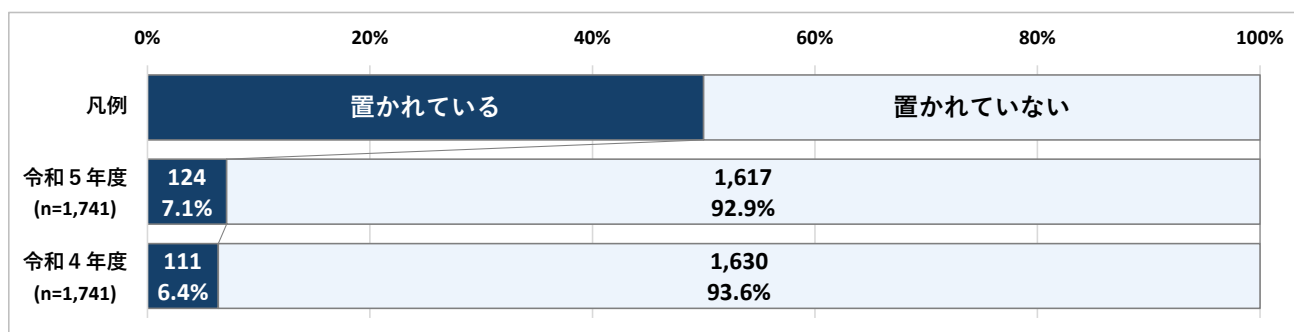 0% 20% 40% 60% 80% 100%
凡例 置かれている 置かれていない
令和5年度 124 1,617
(n=1,741) 7.1% 92.9%
令和4年度 111 1,630
(n=1,741) 6.4% 93.6%